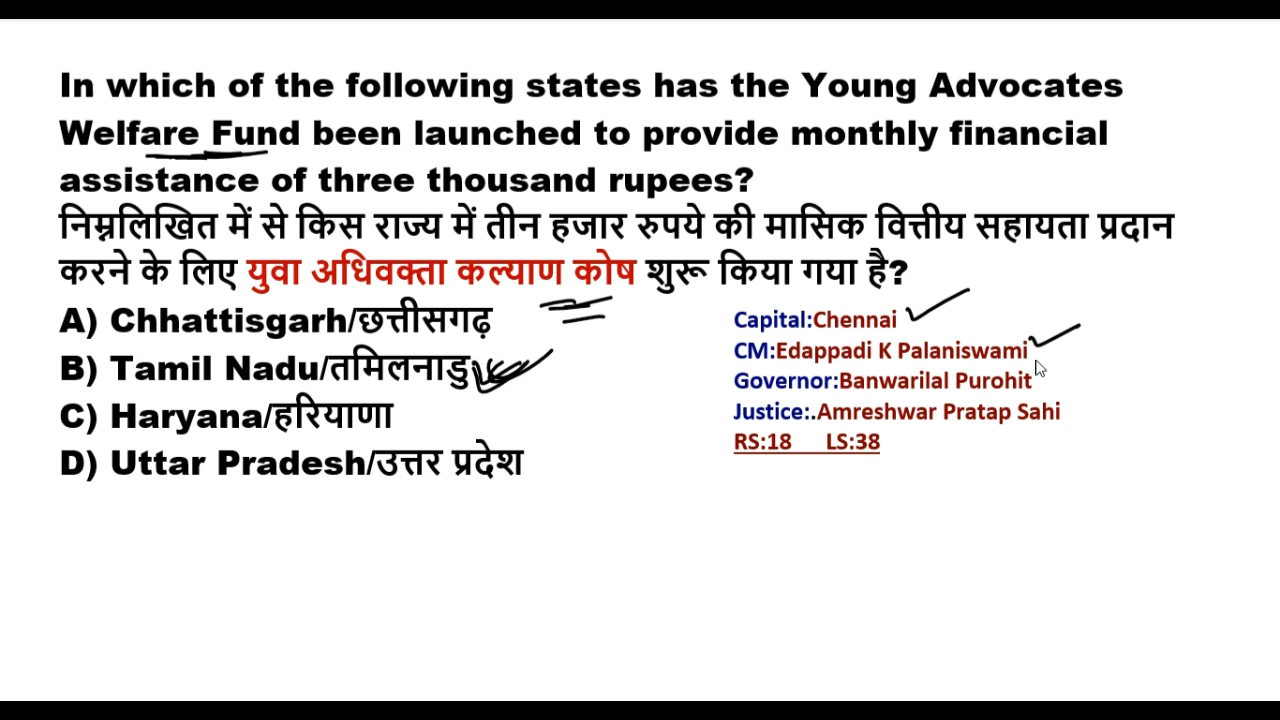 In which of the following states has the Young Advocates
Welfare Fund been launched to provide monthly financial
assistance of three thousand rupees?
निम्नलिखित में से किस राज्य में तीन हजार रुपये की मासिक वित्तीय सहायता प्रदान
करने के लिए युवा अधिवक्ता कल्याण कोष शुरू किया गया है?
A) Chhattisgarh/छत्तीसगढ़
B) Tamil Nadu/तमिलनाडु
C) Haryana/हरियाणा
D) Uttar Pradesh/उत्तर प्रदेश
Capital:Chennai
CM:Edappadi K Palaniswami
Governor:Banwarilal Purohit
Justice:.Amreshwar Pratap Sahi
RS:18 LS:38